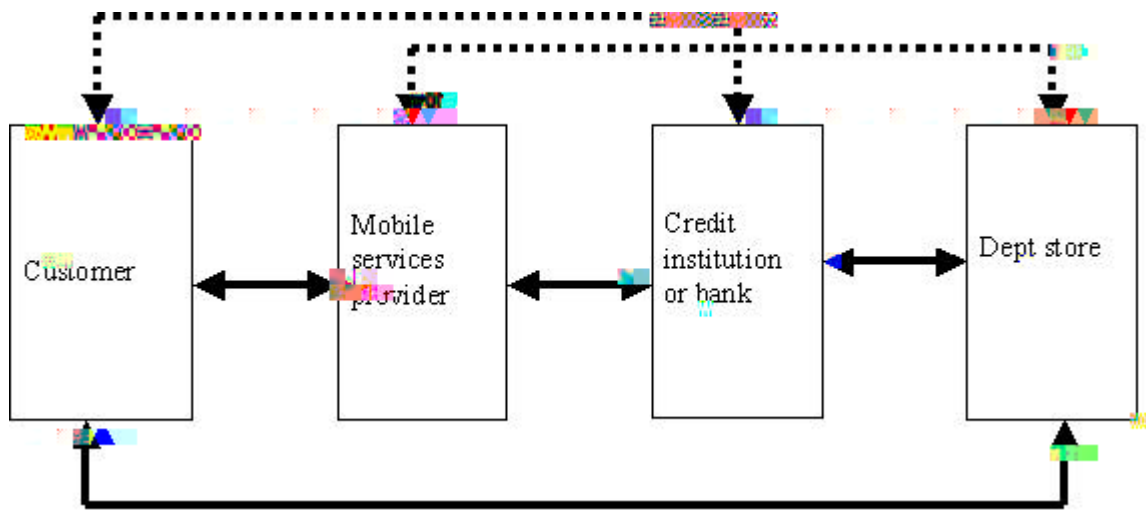 Customer
Mobile
services
provider
Credit
institution
or bank
Dept store